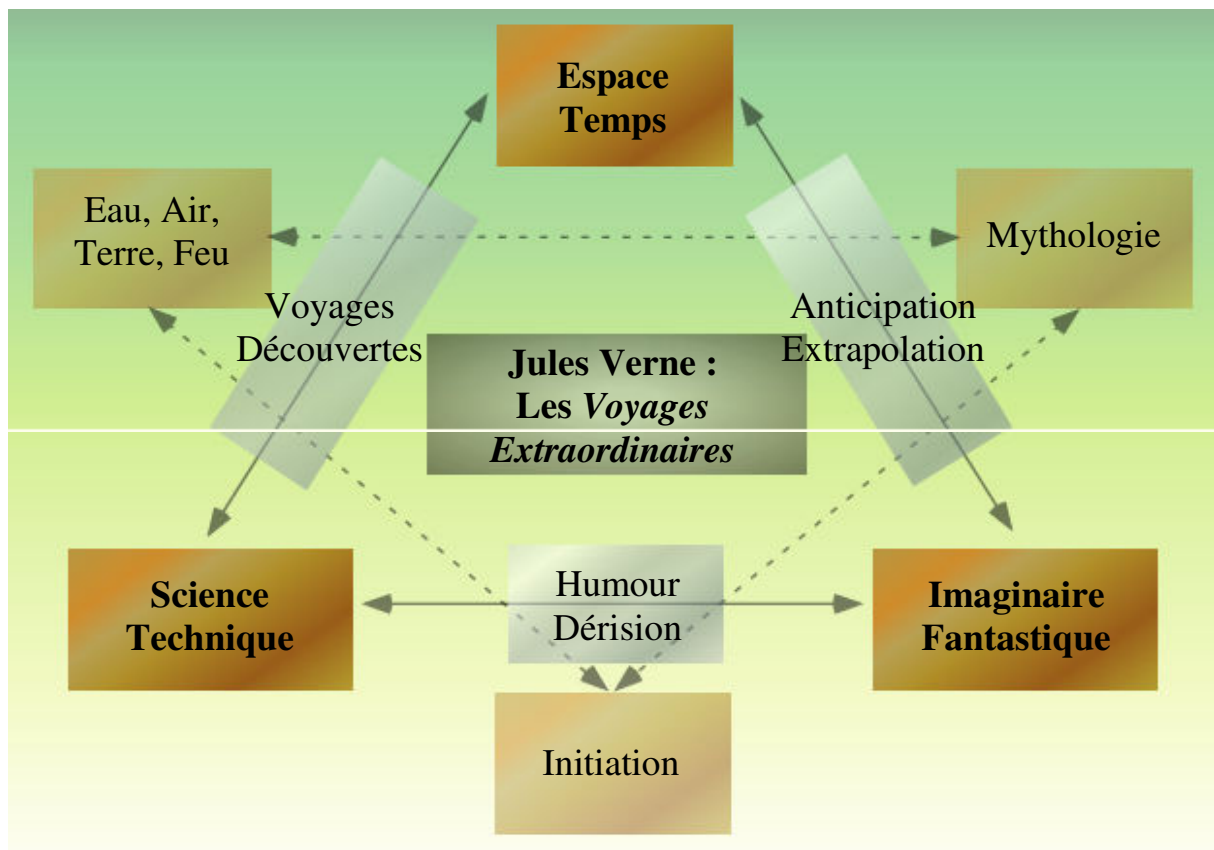 Espace
Temps
Eau, Air,
Terre, Feu
Mythologie
Voyages
Découvertes
Anticipation
Extrapolation
Jules Verne :
Les Voyages
Extraordinaires
Science
Technique
Humour
Dérision
Imaginaire
Fantastique
Initiation